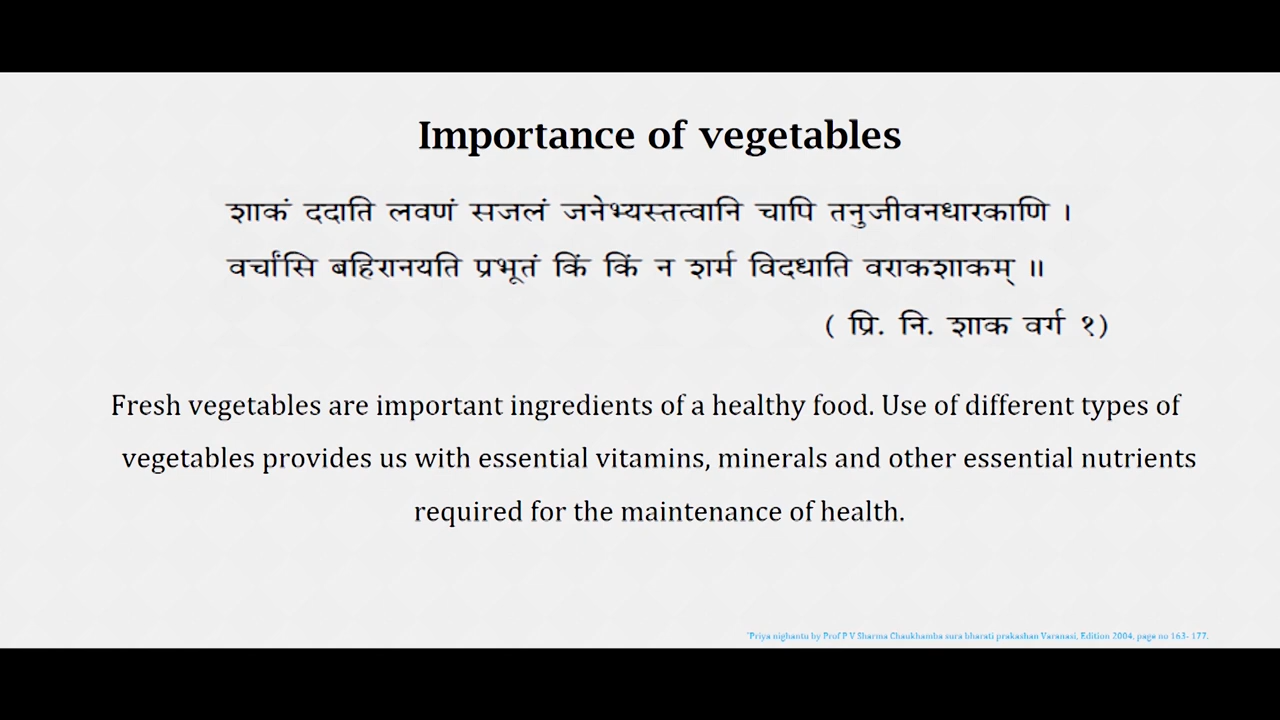 Importance of vegetables
शाकं ददाति लवणं सजलं जनेभ्यस्तत्वानि चापि तनुजीवनधारकाणि ।
वर्चांसि बहिरानयति प्रभूतं किं किं न शर्म विदधाति वराकशाकम् ॥
( प्रि. नि. शाक वर्ग १)
Fresh vegetables are important ingredients of a healthy food. Use of different types of
vegetables provides us with essential vitamins, minerals and other essential nutrients
required for the maintenance of health.
"Priya nighantu by Prof P V Sharma Chaukhamba sura bharati prakashan Varanasi, Edition 2004, page no 163- 177.